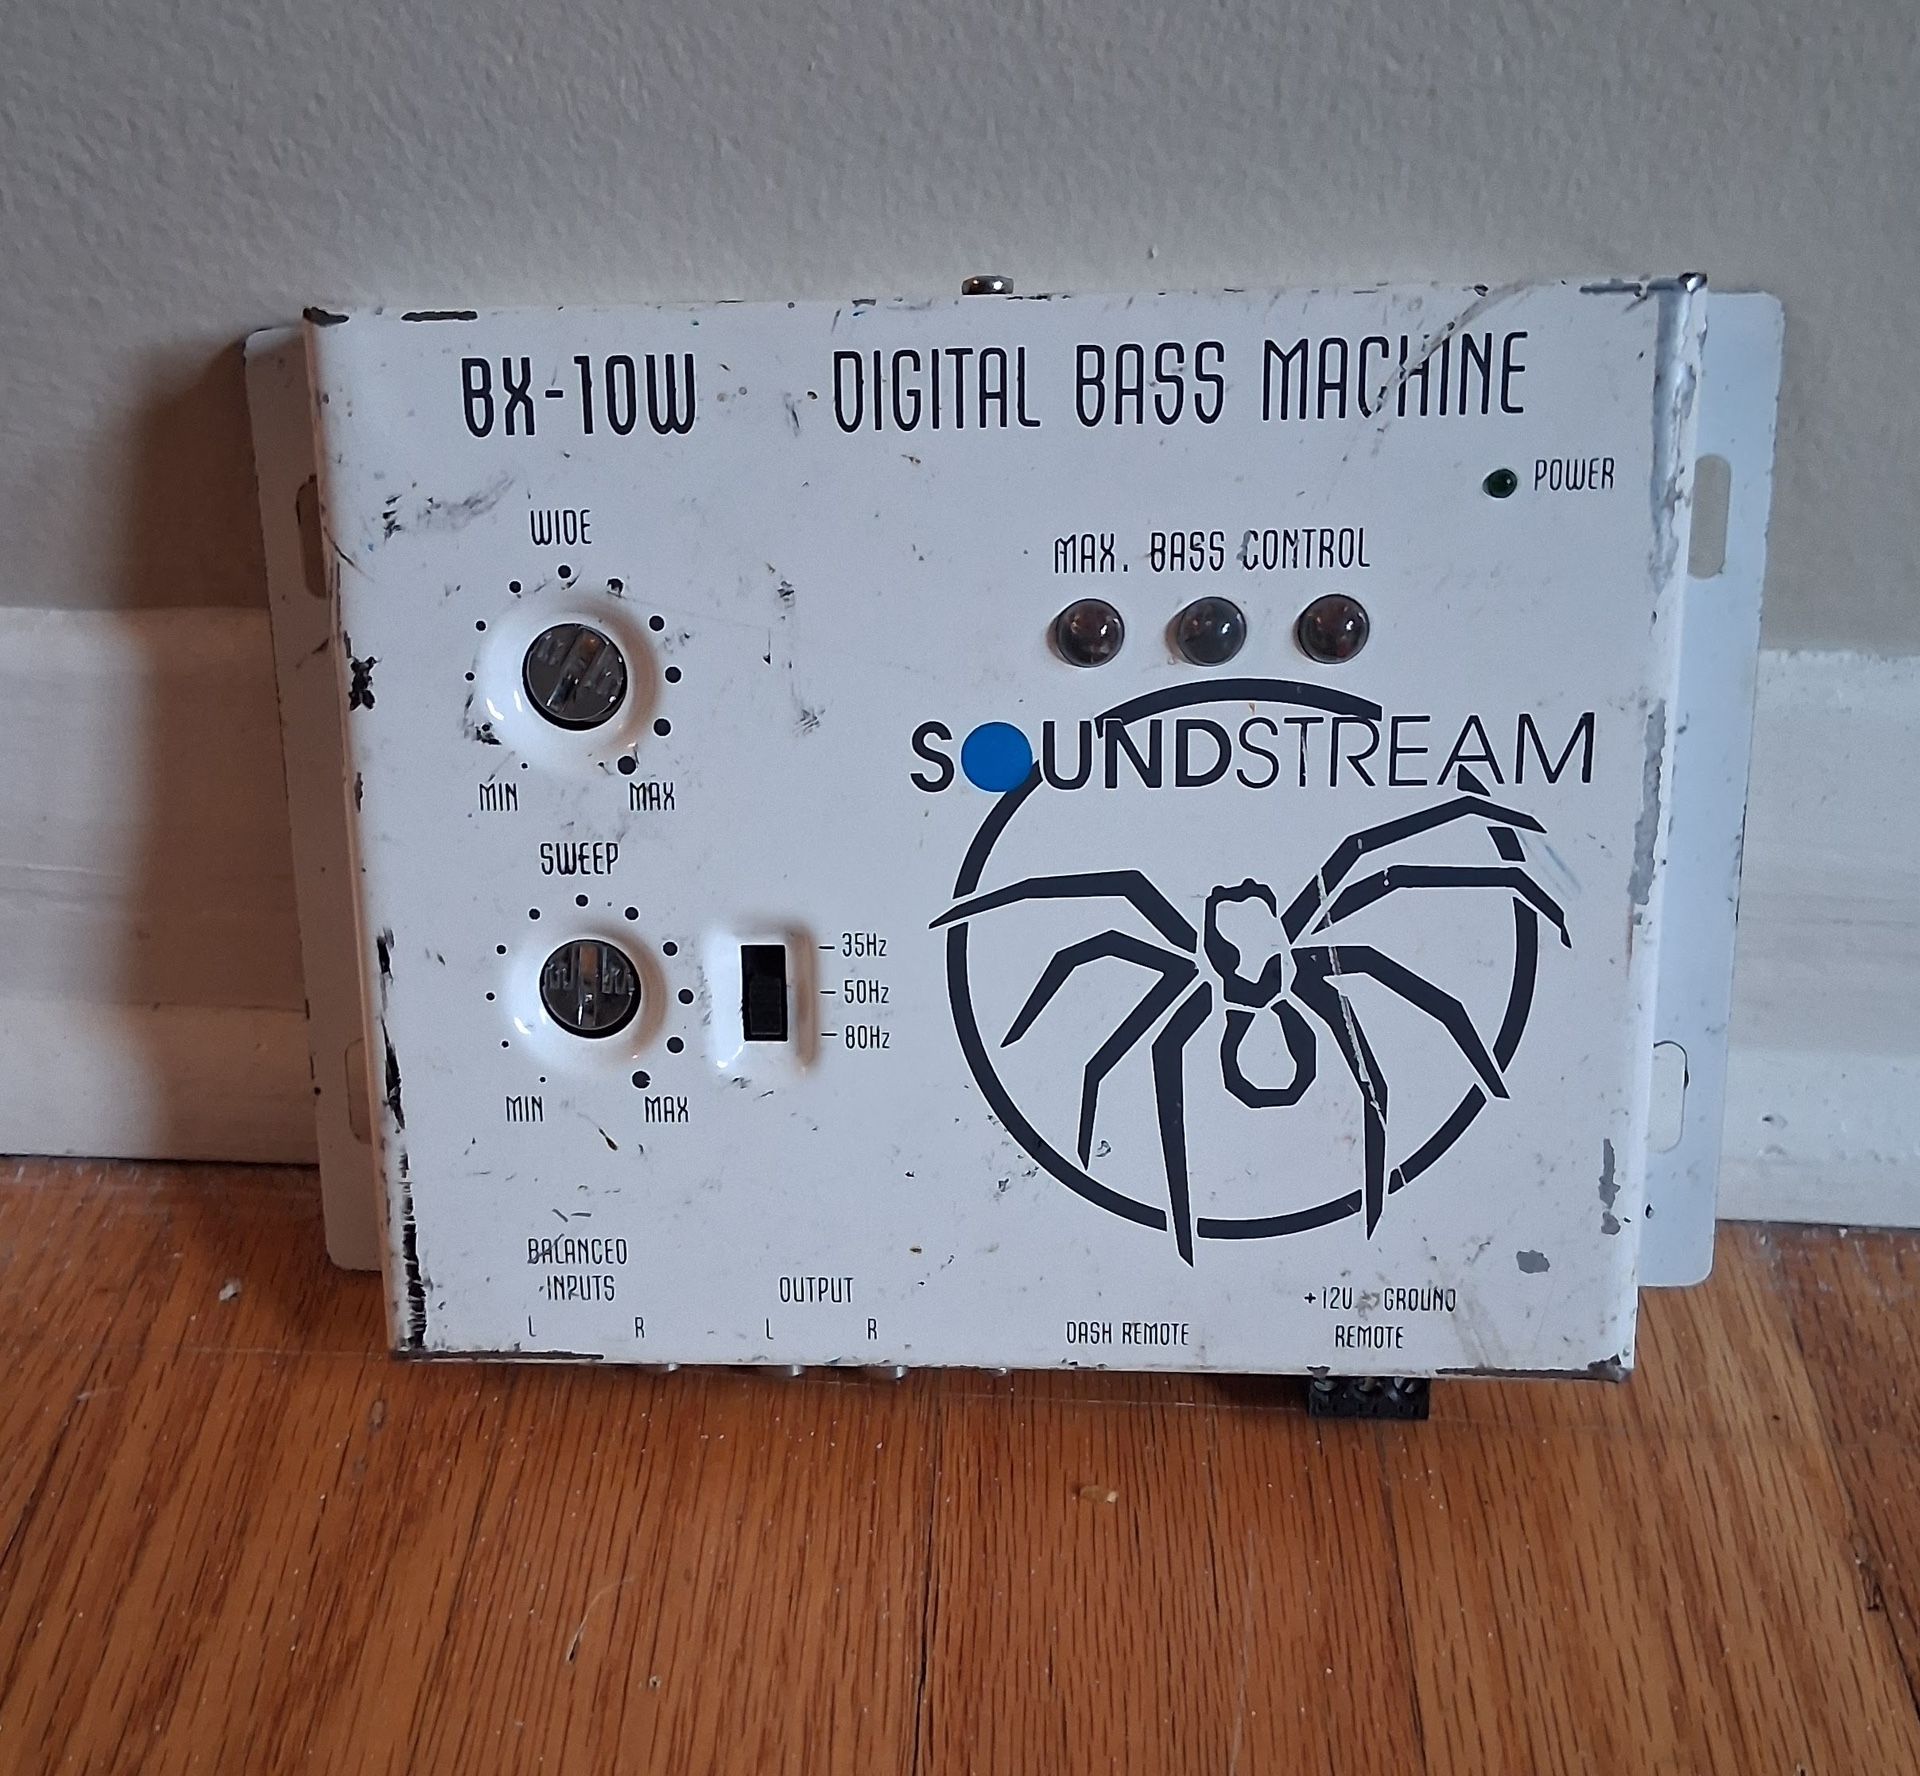 BX-10W DIGITAL BASS MACHINE
POWER
WIDE
MAX. BASS CONTROL
SOUNDSTREAM
MIN MAX
SWEEP
35Hz
50Hz
80Hz
MIN MAX
BALANCED
INPUTS
L R
OUTPUT
L R
DASH REMOTE
+12V GROUND
REMOTE